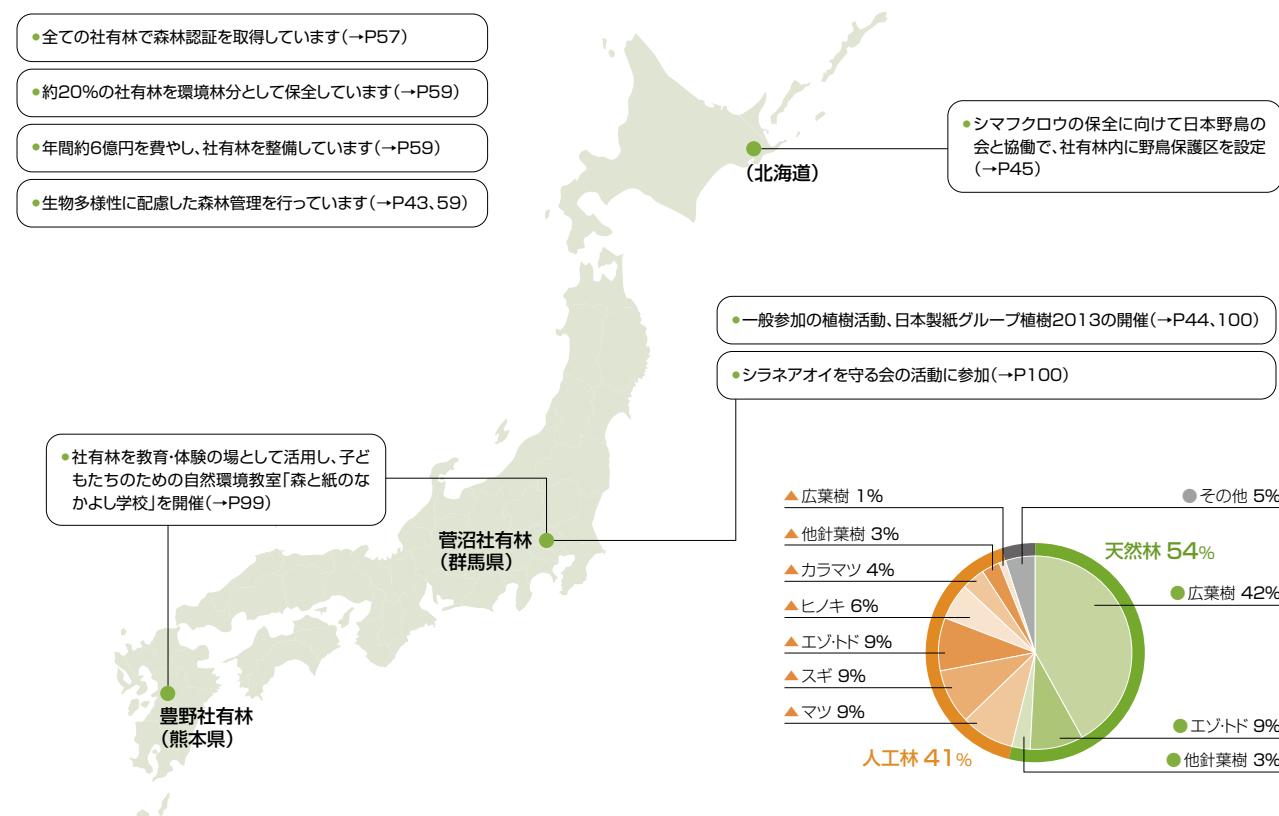 ●全ての社有林で森林認証を取得しています(→P57)
●約20%の社有林を環境林分として保全しています(→P59)
●年間約6億円を費やし、社有林を整備しています(→P59)
●生物多様性に配慮した森林管理を行っています(→P43、59)
●シマフクロウの保全に向けて日本野鳥の
会と協働で、社有林内に野鳥保護区を設定
(→P45)
(北海道)
●一般参加の植樹活動、日本製紙グループ植樹2013の開催(→P44、100)
●シラネアオイを守る会の活動に参加(→P100)
●社有林を教育・体験の場として活用し、子ど
もたちのための自然環境教室「森と紙のな
かよし学校」を開催(→P99)
菅沼社有林
(群馬県)
豊野社有林
(熊本県)
▲広葉樹 1%
▲他針葉樹 3%
▲カラマツ 4%
▲ヒノキ 6%
▲エゾ・トド 9%
▲スギ 9%
▲マツ 9%
人工林 41%
●その他 5%
天然林 54%
●広葉樹 42%
●エゾ・トド 9%
●他針葉樹 3%